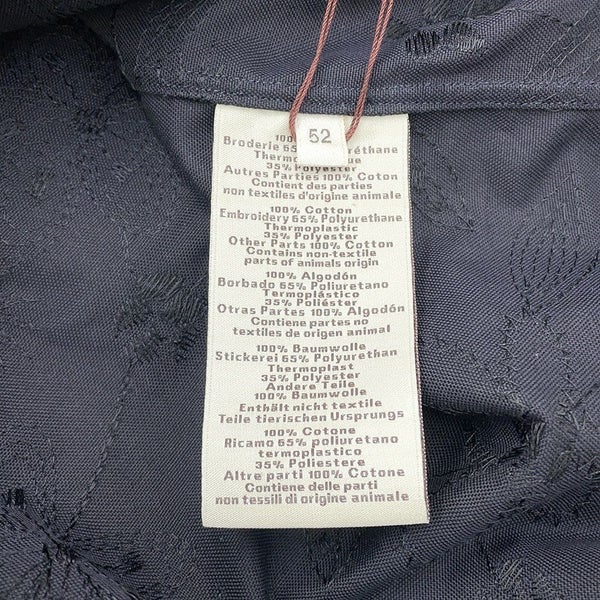 52
100
Broderie 65 uréthane
Thermo que
35% Polyester
Autres Parties 100% Coton
Contient des parties
non textiles d'origine animale
100% Cotton
Embroidery 65% Polyurethane
Thermoplastic
35% Polyester
Other Parts 100% Cotton
Contains non-textile
parts of animals origin
100% Algodón
Borbado 65% Poliuretano
Termoplástico
35% Poliéster
Otras Partes 100% Algodón
Contiene partes no
textiles de origen animal
100% Baumwolle
Stickerei 65% Polyurethan
Thermoplast
35% Polyester
Andere Teile
100% Baumwolle
Enthält nicht textile
Teile tierischen Ursprungs
100% Cotone
Ricamo 65% poliuretano
termoplastico
35% Poliestere
Altre parti 100% Cotone
Contiene delle parti
non tessili di origine animale